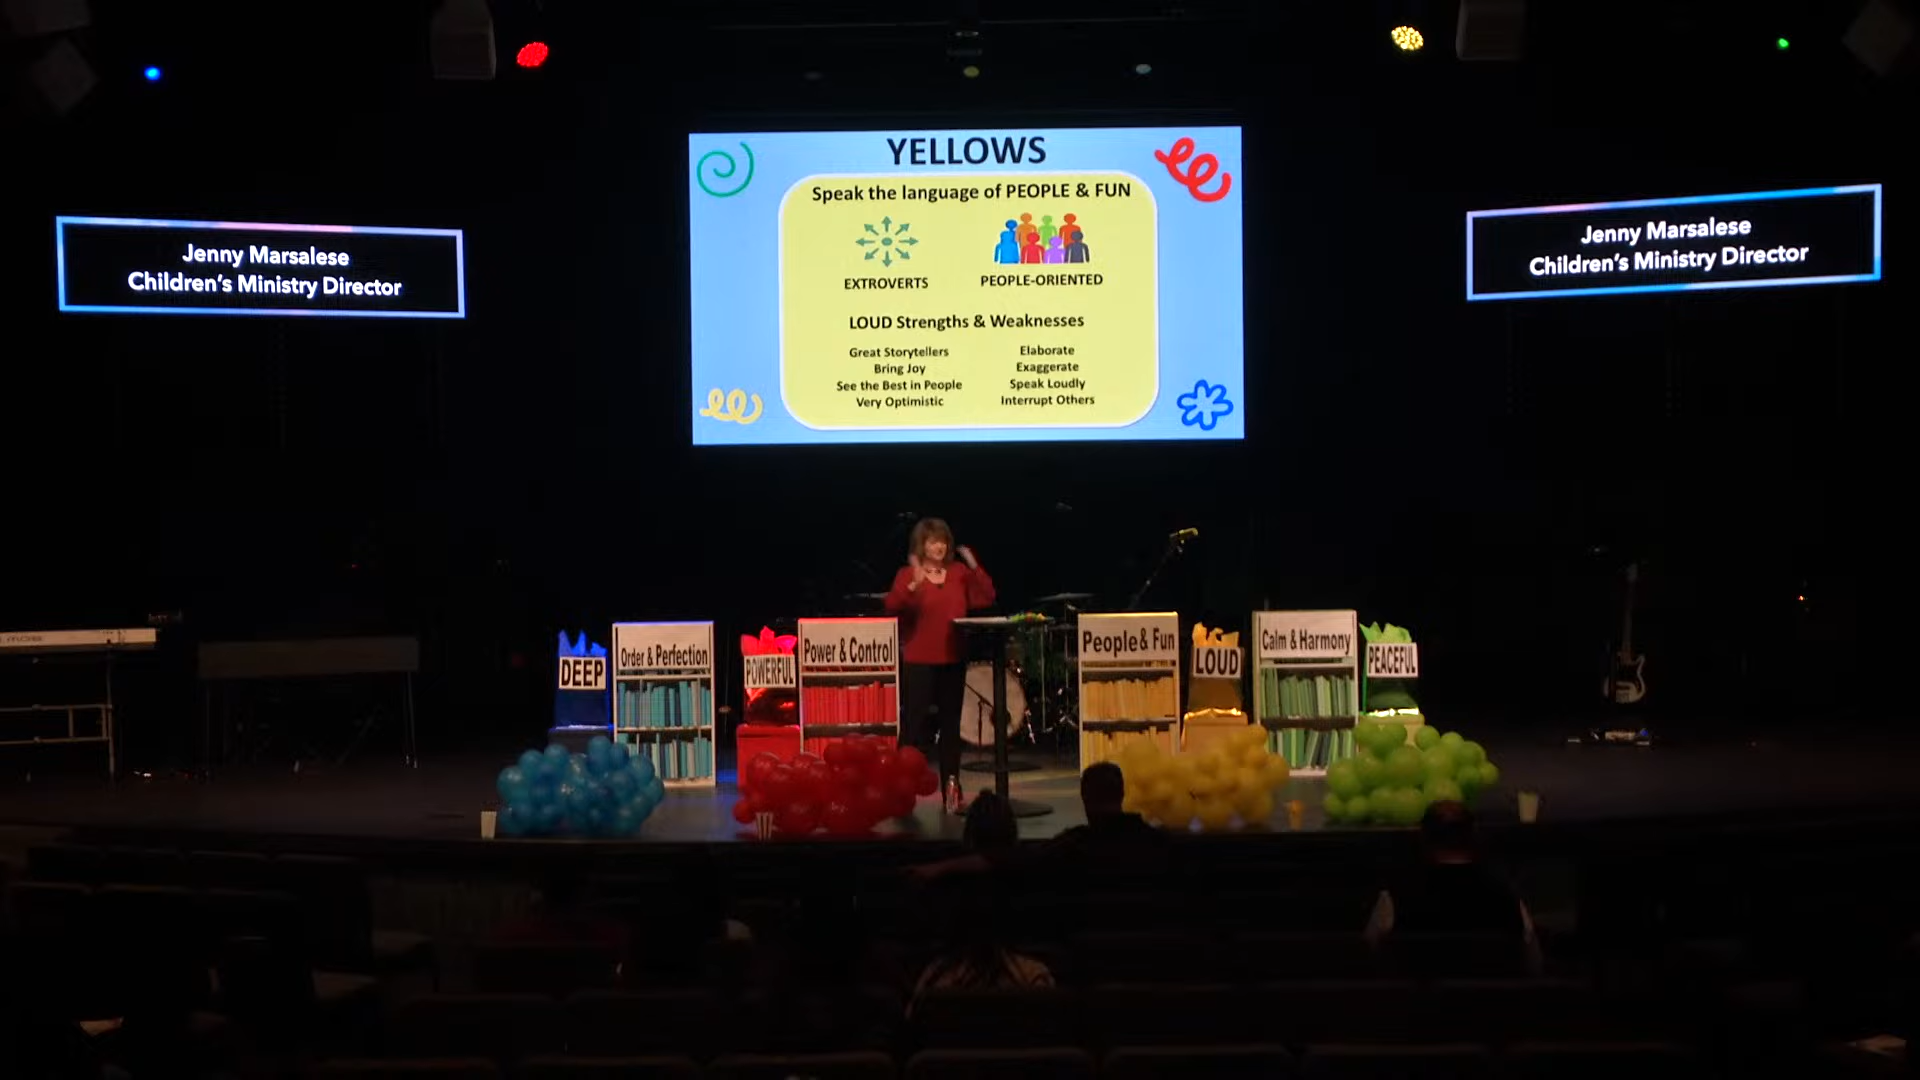 YELLOWS
Speak the language of PEOPLE & FUN
EXTROVERTS
PEOPLE-ORIENTED
LOUD Strengths & Weaknesses
Great Storytellers
Bring Joy
See the Best in People
Very Optimistic
Elaborate
Exaggerate
Speak Loudly
Interrupt Others
Jenny Marsalese
Children's Ministry Director
Jenny Marsalese
Children's Ministry Director
DEEP
Order & Perfection
POWERFUL
Power & Control
People & Fun
LOUD
Calm & Harmony
PEACEFUL